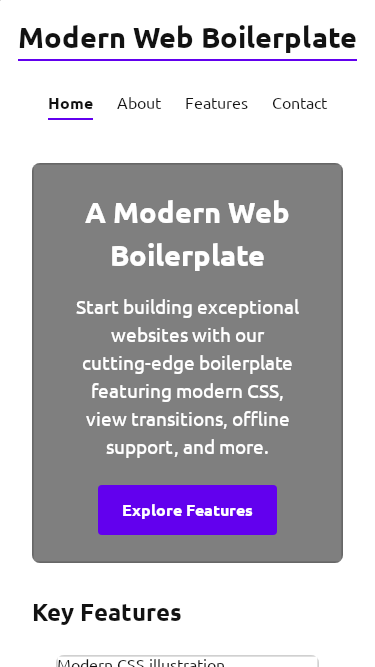 Modern Web Boilerplate
Home About Features Contact
A Modern Web
Boilerplate
Start building exceptional
websites with our
cutting-edge boilerplate
featuring modern CSS,
view transitions, offline
support, and more.
Explore Features
Key Features
Modern CSS illustration